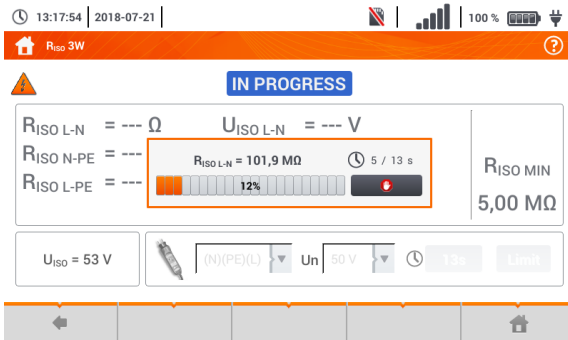 13:17:54 2018-07-21 100 %
RISO 3W ?
IN PROGRESS
RISO L-N = --- Ω UISO L-N = --- V
RISO N-PE = ---
RISO L-PE = ---
RISO L-N = 101,9 MΩ 5 / 13 s
12%
RISO MIN
5,00 MΩ
UISO = 53 V (N)(PE)(L) Un 50 V 13s Limit